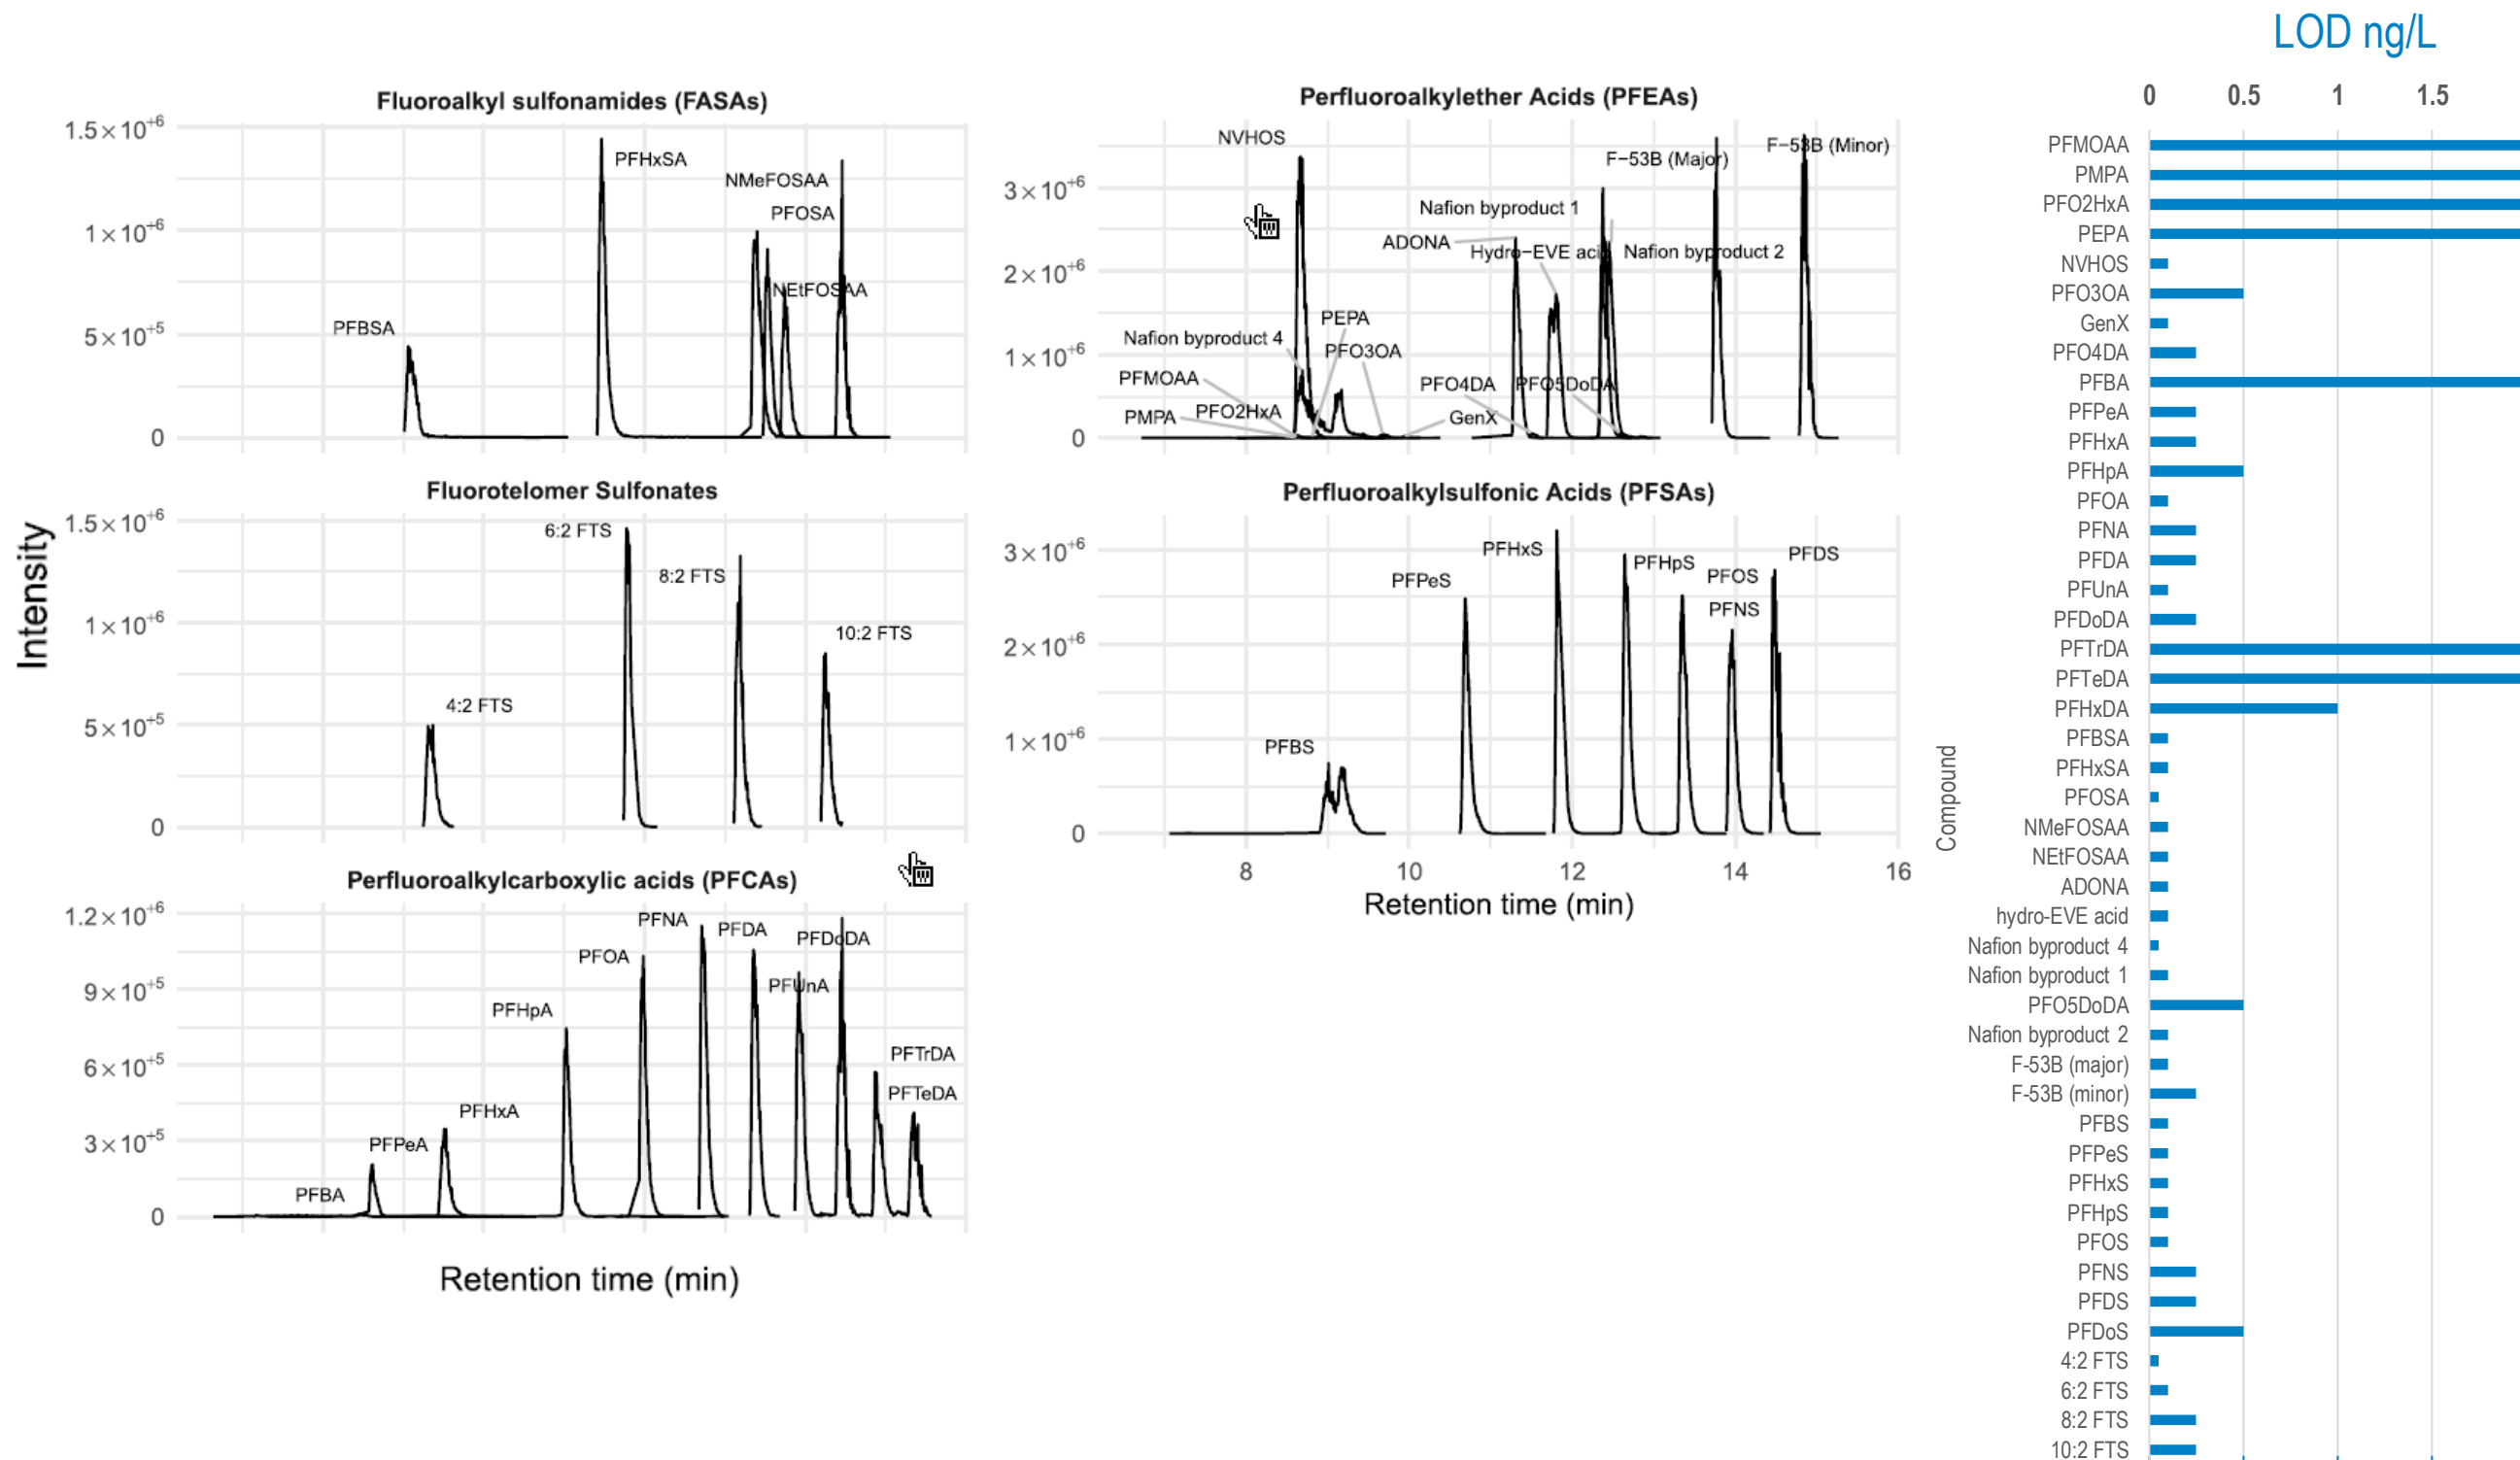 Intensity
Fluoroalkyl sulfonamides (FASAs)
1.5×10+6
1×10+6
5×10+5
0
PFBSA
PFHxSA
NMeFOSAA
PFOSA
NEtFOSAA
Fluorotelomer Sulfonates
1.5×10+6
1×10+6
5×10+5
0
4:2 FTS
6:2 FTS
8:2 FTS
10:2 FTS
Perfluoroalkylcarboxylic acids (PFCAs)
1.2×10+6
9×10+5
6×10+5
3×10+5
0
PFBA
PFPeA
PFHxA
PFHpA
PFOA
PFNA
PFDA
PFUnA
PFDoDA
PFTrDA
PFTeDA
Retention time (min)
Perfluoroalkylether Acids (PFEAs)
3×10+6
2×10+6
1×10+6
0
NVHOS
F−53B (Major)
F−53B (Minor)
Nafion byproduct 1
ADONA
Hydro−EVE acid
Nafion byproduct 2
PEPA
Nafion byproduct 4
PFO3OA
PFMOAA
PFO4DA
PFO5DoDA
PMPA
PFO2HxA
GenX
Perfluoroalkylsulfonic Acids (PFSAs)
3×10+6
2×10+6
1×10+6
0
PFBS
PFPeS
PFHxS
PFHpS
PFOS
PFNS
PFDS
8 10 12 14 16
Retention time (min)
LOD ng/L
0 0.5 1 1.5
Compound
PFMOAA
PMPA
PFO2HxA
PEPA
NVHOS
PFO3OA
GenX
PFO4DA
PFBA
PFPeA
PFHxA
PFHpA
PFOA
PFNA
PFDA
PFUnA
PFDoDA
PFTrDA
PFTeDA
PFHxDA
PFBSA
PFHxSA
PFOSA
NMeFOSAA
NEtFOSAA
ADONA
hydro-EVE acid
Nafion byproduct 4
Nafion byproduct 1
PFO5DoDA
Nafion byproduct 2
F-53B (major)
F-53B (minor)
PFBS
PFPeS
PFHxS
PFHpS
PFOS
PFNS
PFDS
PFDoS
4:2 FTS
6:2 FTS
8:2 FTS
10:2 FTS